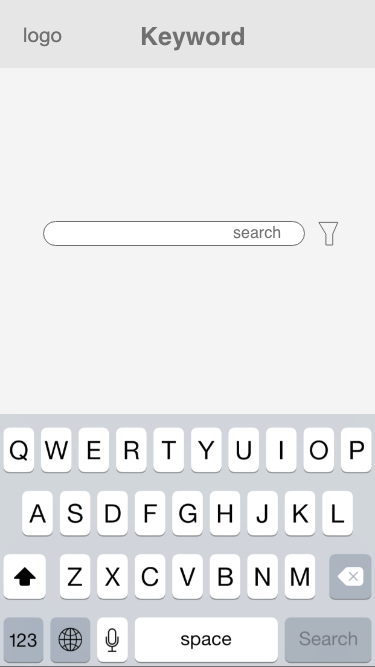 logo Keyword
search
Q W E R T Y U I O P
A S D F G H J K L
Z X C V B N M
123 space Search